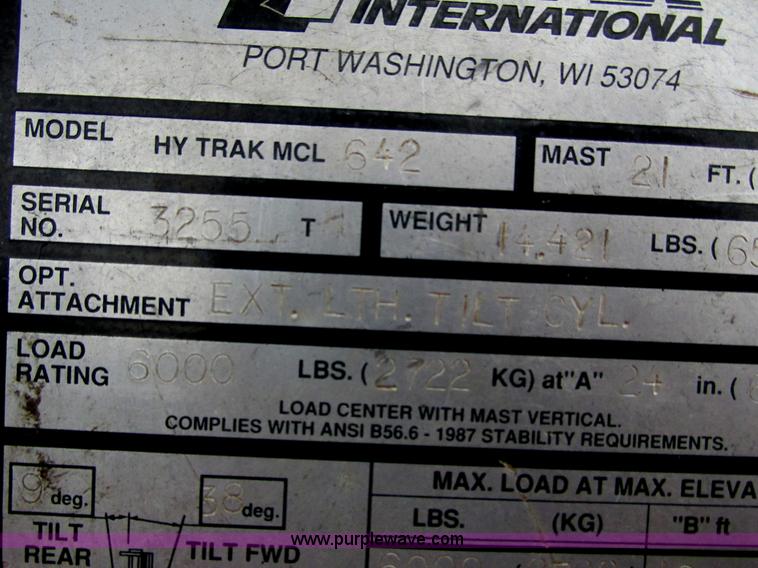 INTERNATIONAL
PORT WASHINGTON, WI 53074
MODEL HY TRAK MCL 642 MAST 21 FT. (
SERIAL NO. 3255 T WEIGHT 14,421 LBS. (65
OPT. ATTACHMENT EXT. LTH. TILT CYL.
LOAD RATING 6000 LBS. (2722 KG) at "A" 24 in. (
LOAD CENTER WITH MAST VERTICAL.
COMPLIES WITH ANSI B56.6 - 1987 STABILITY REQUIREMENTS.
9 deg. 38 deg. MAX. LOAD AT MAX. ELEVA
LBS. (KG) "B" ft
TILT REAR TILT FWD
www.purplewave.com